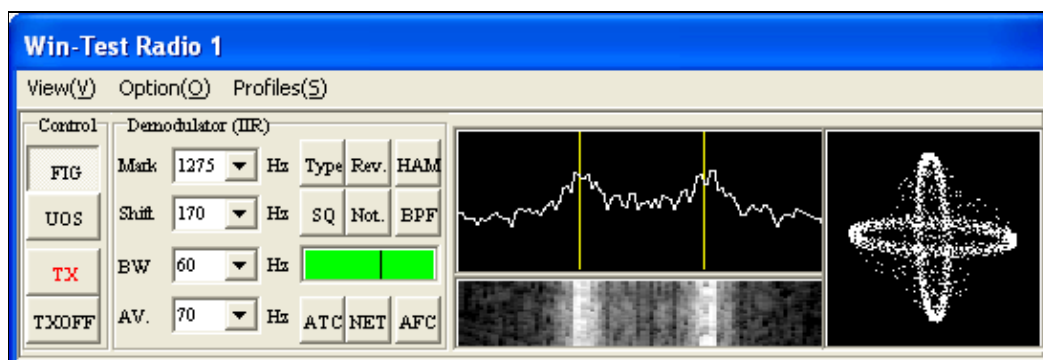 Win-Test Radio 1
View(V) Option(O) Profiles(S)
Control Demodulator (IIR)
FIG Mark 1275 Hz Type Rev. HAM
UOS Shift 170 Hz SQ Not. BPF
TX BW 60 Hz
TXOFF AV. 70 Hz ATC NET AFC